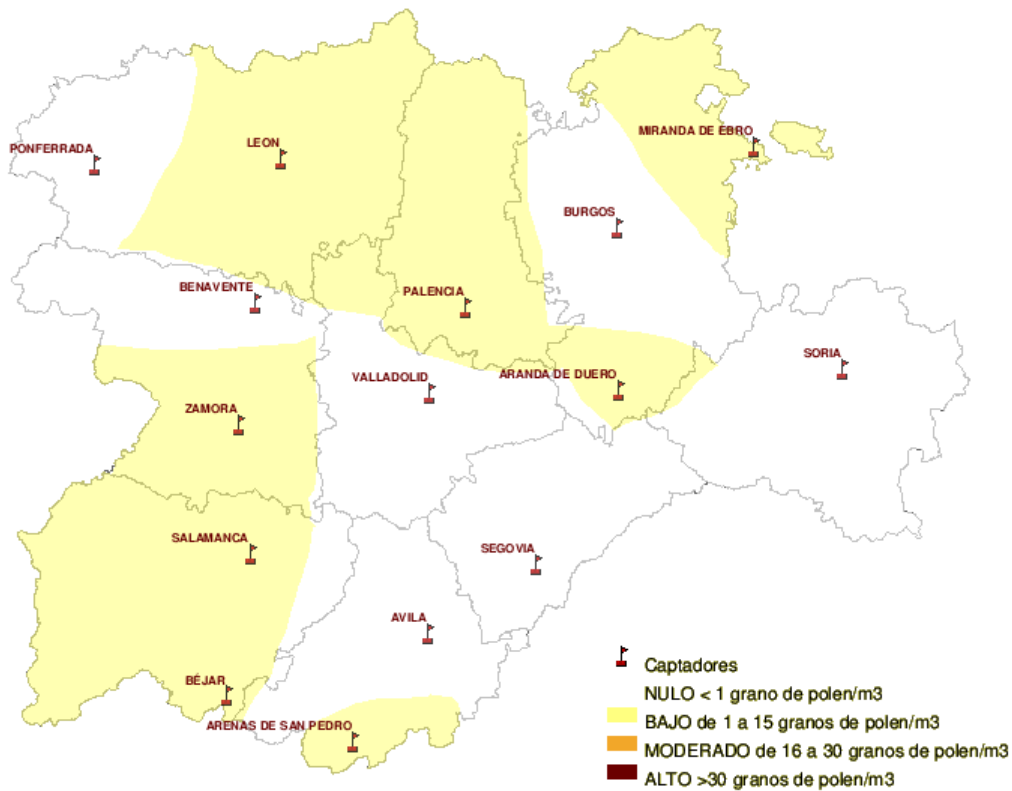 MIRANDA DE EBRO
LEON
PONFERRADA
BURGOS
BENAVENTE
PALENCIA
SORIA
VALLADOLID
ARANDA DE DUERO
ZAMORA
SALAMANCA
SEGOVIA
AVILA
BÉJAR
ARENAS DE SAN PEDRO
Captadores
NULO < 1 grano de polen/m3
BAJO de 1 a 15 granos de polen/m3
MODERADO de 16 a 30 granos de polen/m3
ALTO >30 granos de polen/m3